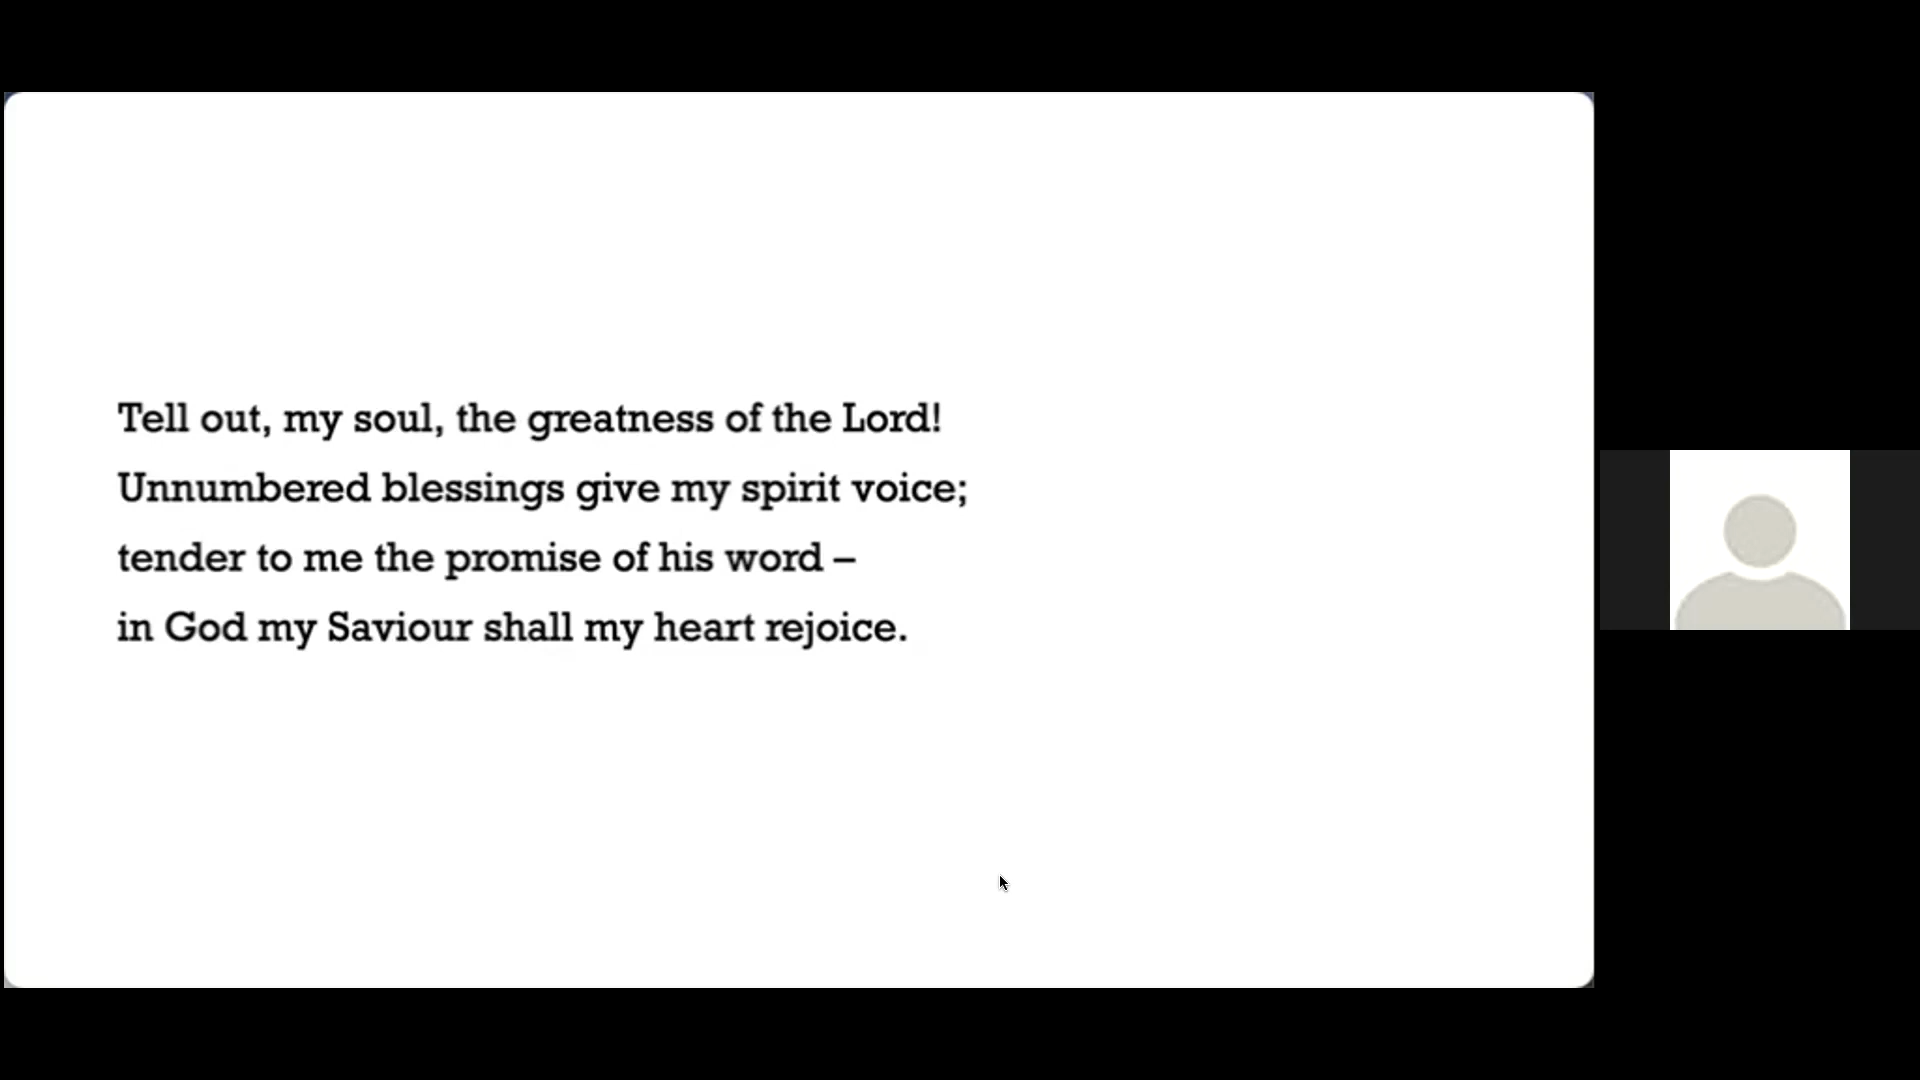 Tell out, my soul, the greatness of the Lord!
Unnumbered blessings give my spirit voice;
tender to me the promise of his word –
in God my Saviour shall my heart rejoice.